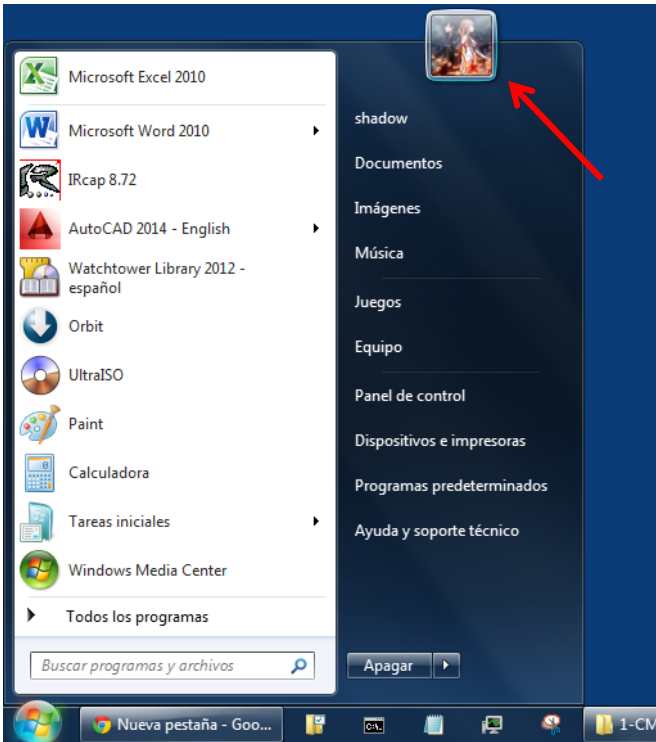 Microsoft Excel 2010
Microsoft Word 2010
IRcap 8.72
AutoCAD 2014 - English
Watchtower Library 2012 -
español
Orbit
UltraISO
Paint
Calculadora
Tareas iniciales
Windows Media Center
Todos los programas
Buscar programas y archivos
shadow
Documentos
Imágenes
Música
Juegos
Equipo
Panel de control
Dispositivos e impresoras
Programas predeterminados
Ayuda y soporte técnico
Apagar
Nueva pestaña - Goo...
C:\.
1-CM